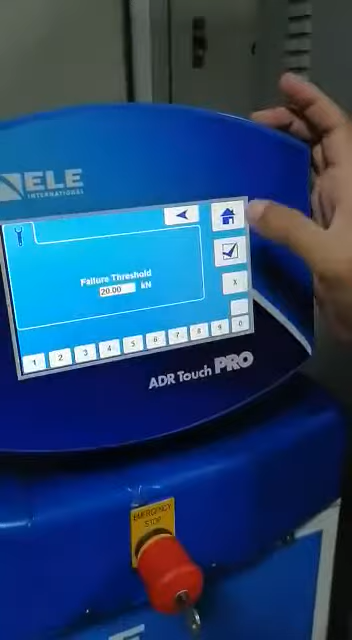 ELE
INTERNATIONAL
Failure Threshold
20.00 kN
X
1 2 3 4 5 6 7 8 9 0
ADR Touch PRO
EMERGENCY
STOP